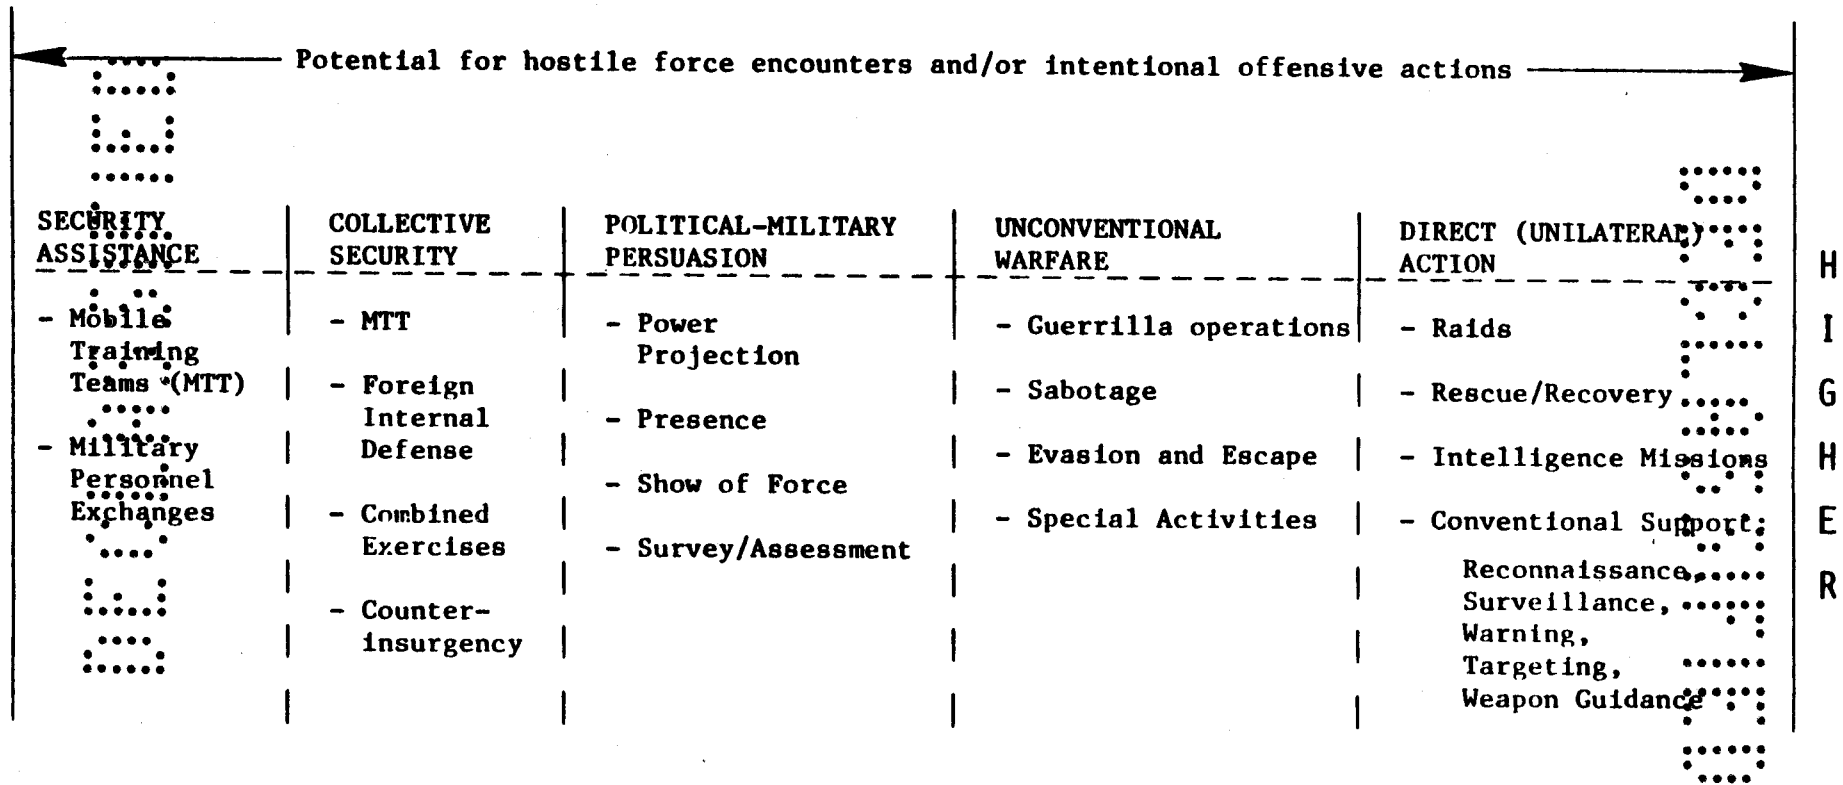 Potential for hostile force encounters and/or intentional offensive actions
SECURITY
ASSISTANCE
- Mobile
Training
Teams (MTT)
- Military
Personnel
Exchanges
COLLECTIVE
SECURITY
- MTT
- Foreign
Internal
Defense
- Combined
Exercises
- Counter-
insurgency
POLITICAL-MILITARY
PERSUASION
- Power
Projection
- Presence
- Show of Force
- Survey/Assessment
UNCONVENTIONAL
WARFARE
- Guerrilla operations
- Sabotage
- Evasion and Escape
- Special Activities
DIRECT (UNILATERAL)
ACTION
- Raids
- Rescue/Recovery
- Intelligence Missions
- Conventional Support:
Reconnaissance,
Surveillance,
Warning,
Targeting,
Weapon Guidance
H
I
G
H
E
R